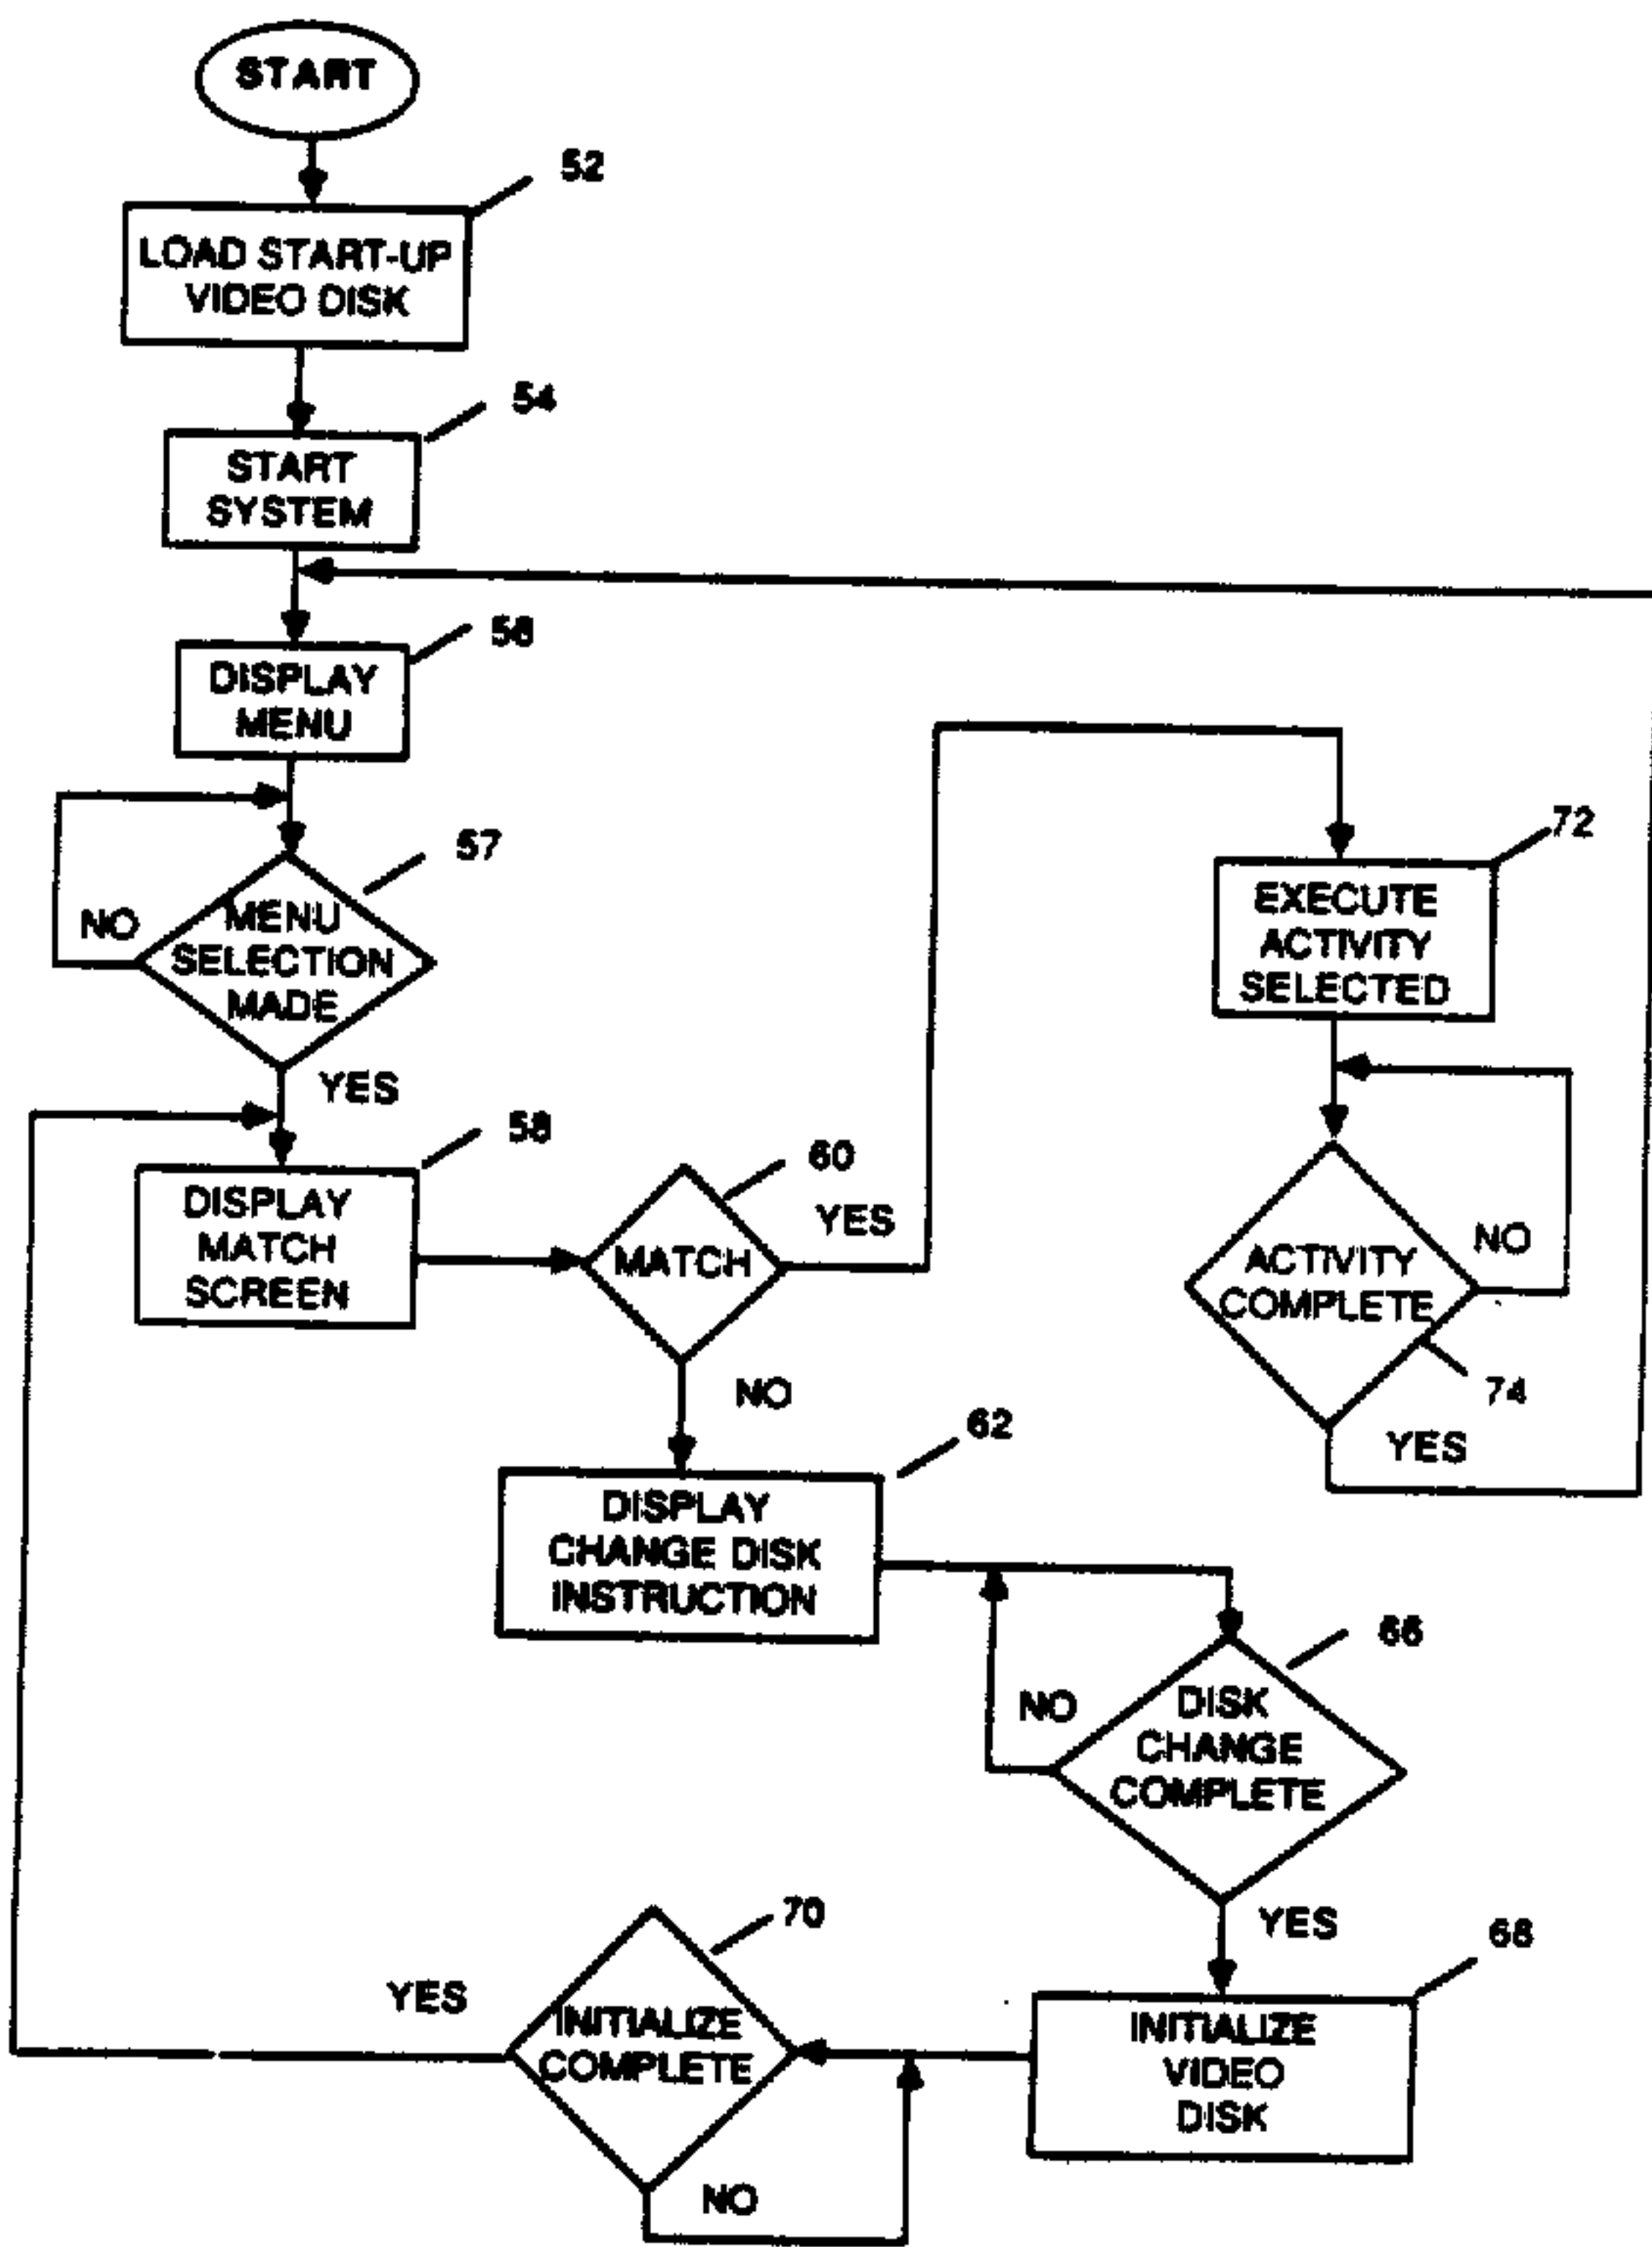 START
52
LOAD START-UP
VIDEO DISK
54
START
SYSTEM
56
DISPLAY
MENU
57
NO
MENU
SELECTION
MADE
YES
58
DISPLAY
MATCH
SCREEN
60
MATCH
YES
NO
72
EXECUTE
ACTIVITY
SELECTED
ACTIVITY
COMPLETE
NO
74
YES
62
DISPLAY
CHANGE DISK
INSTRUCTION
66
NO
DISK
CHANGE
COMPLETE
YES
68
INITIALIZE
VIDEO
DISK
70
YES
INITIALIZE
COMPLETE
NO